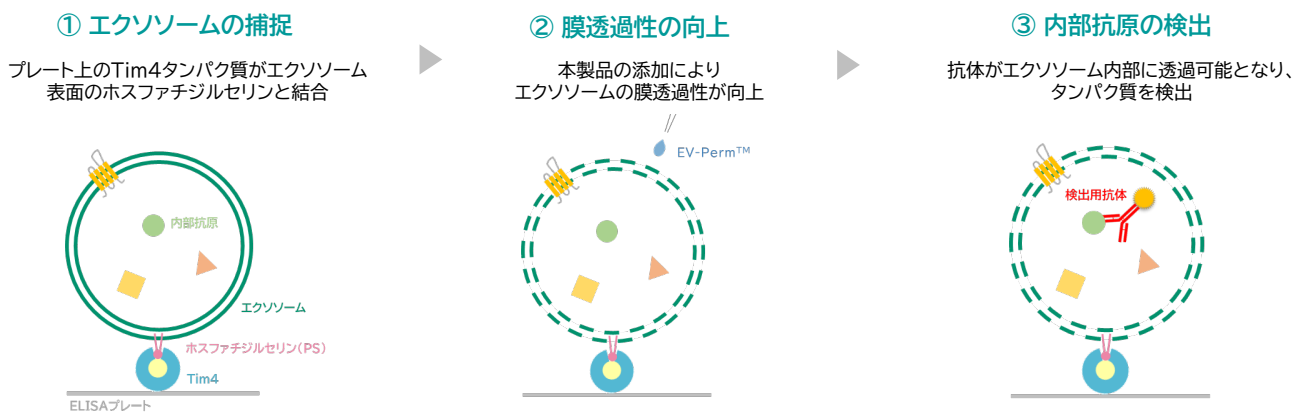 ① エクソソームの捕捉
プレート上のTim4タンパク質がエクソソーム
表面のホスファチジルセリンと結合
内部抗原
エクソソーム
ホスファチジルセリン(PS)
Tim4
ELISAプレート
② 膜透過性の向上
本製品の添加により
エクソソームの膜透過性が向上
EV-Perm™
③ 内部抗原の検出
抗体がエクソソーム内部に透過可能となり、
タンパク質を検出
検出用抗体